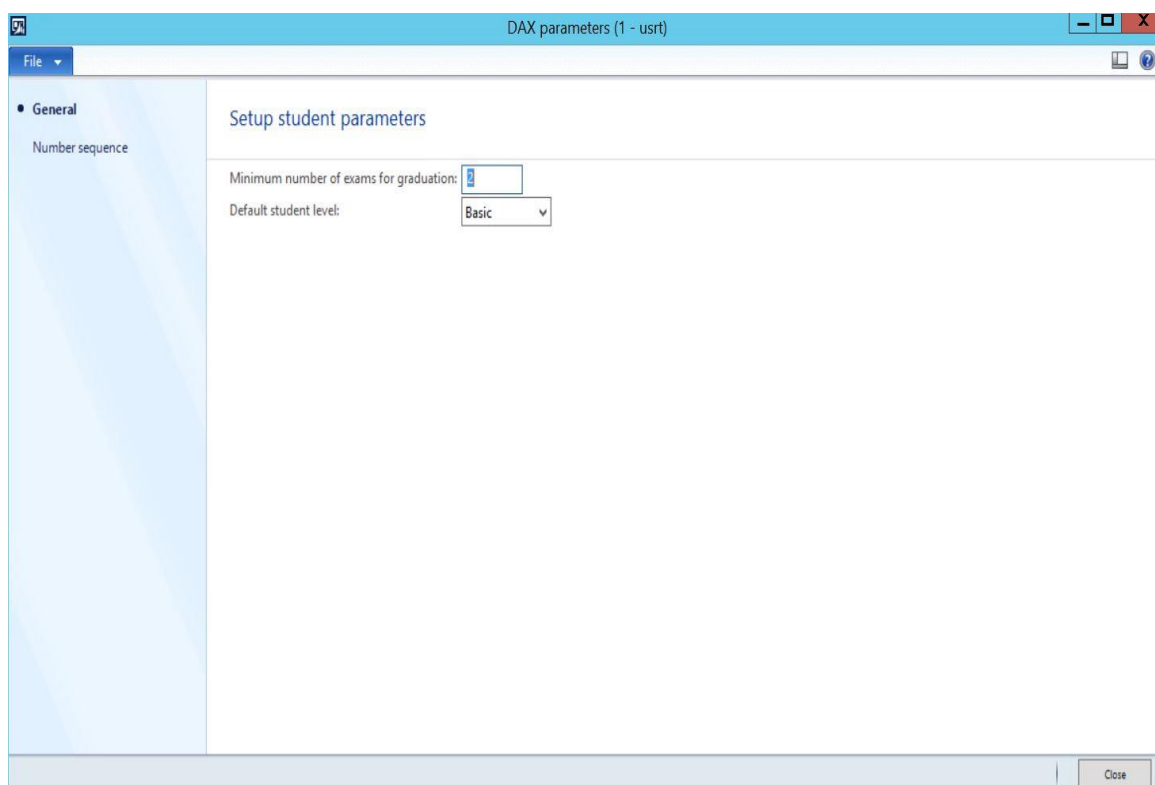 DAX parameters (1 - usrt)
X
File
General
Number sequence
Setup student parameters
Minimum number of exams for graduation: 2
Default student level: Basic
Close